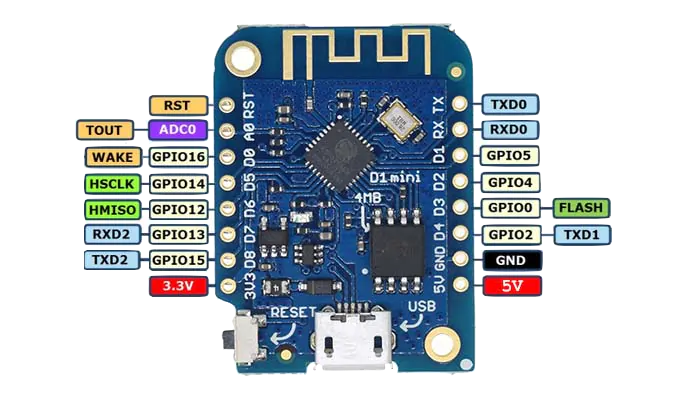 RST RST TX TXD0
TOUT ADC0 A0 RX RXD0
WAKE GPIO16 D0 D1 GPIO5
HSCLK GPIO14 D5 D2 GPIO4
D1 mini
4MB
HMISO GPIO12 D6 D3 GPIO0 FLASH
RXD2 GPIO13 D7 D4 GPIO2 TXD1
TXD2 GPIO15 D8 GND GND
3.3V 3V3 5V 5V
RESET USB